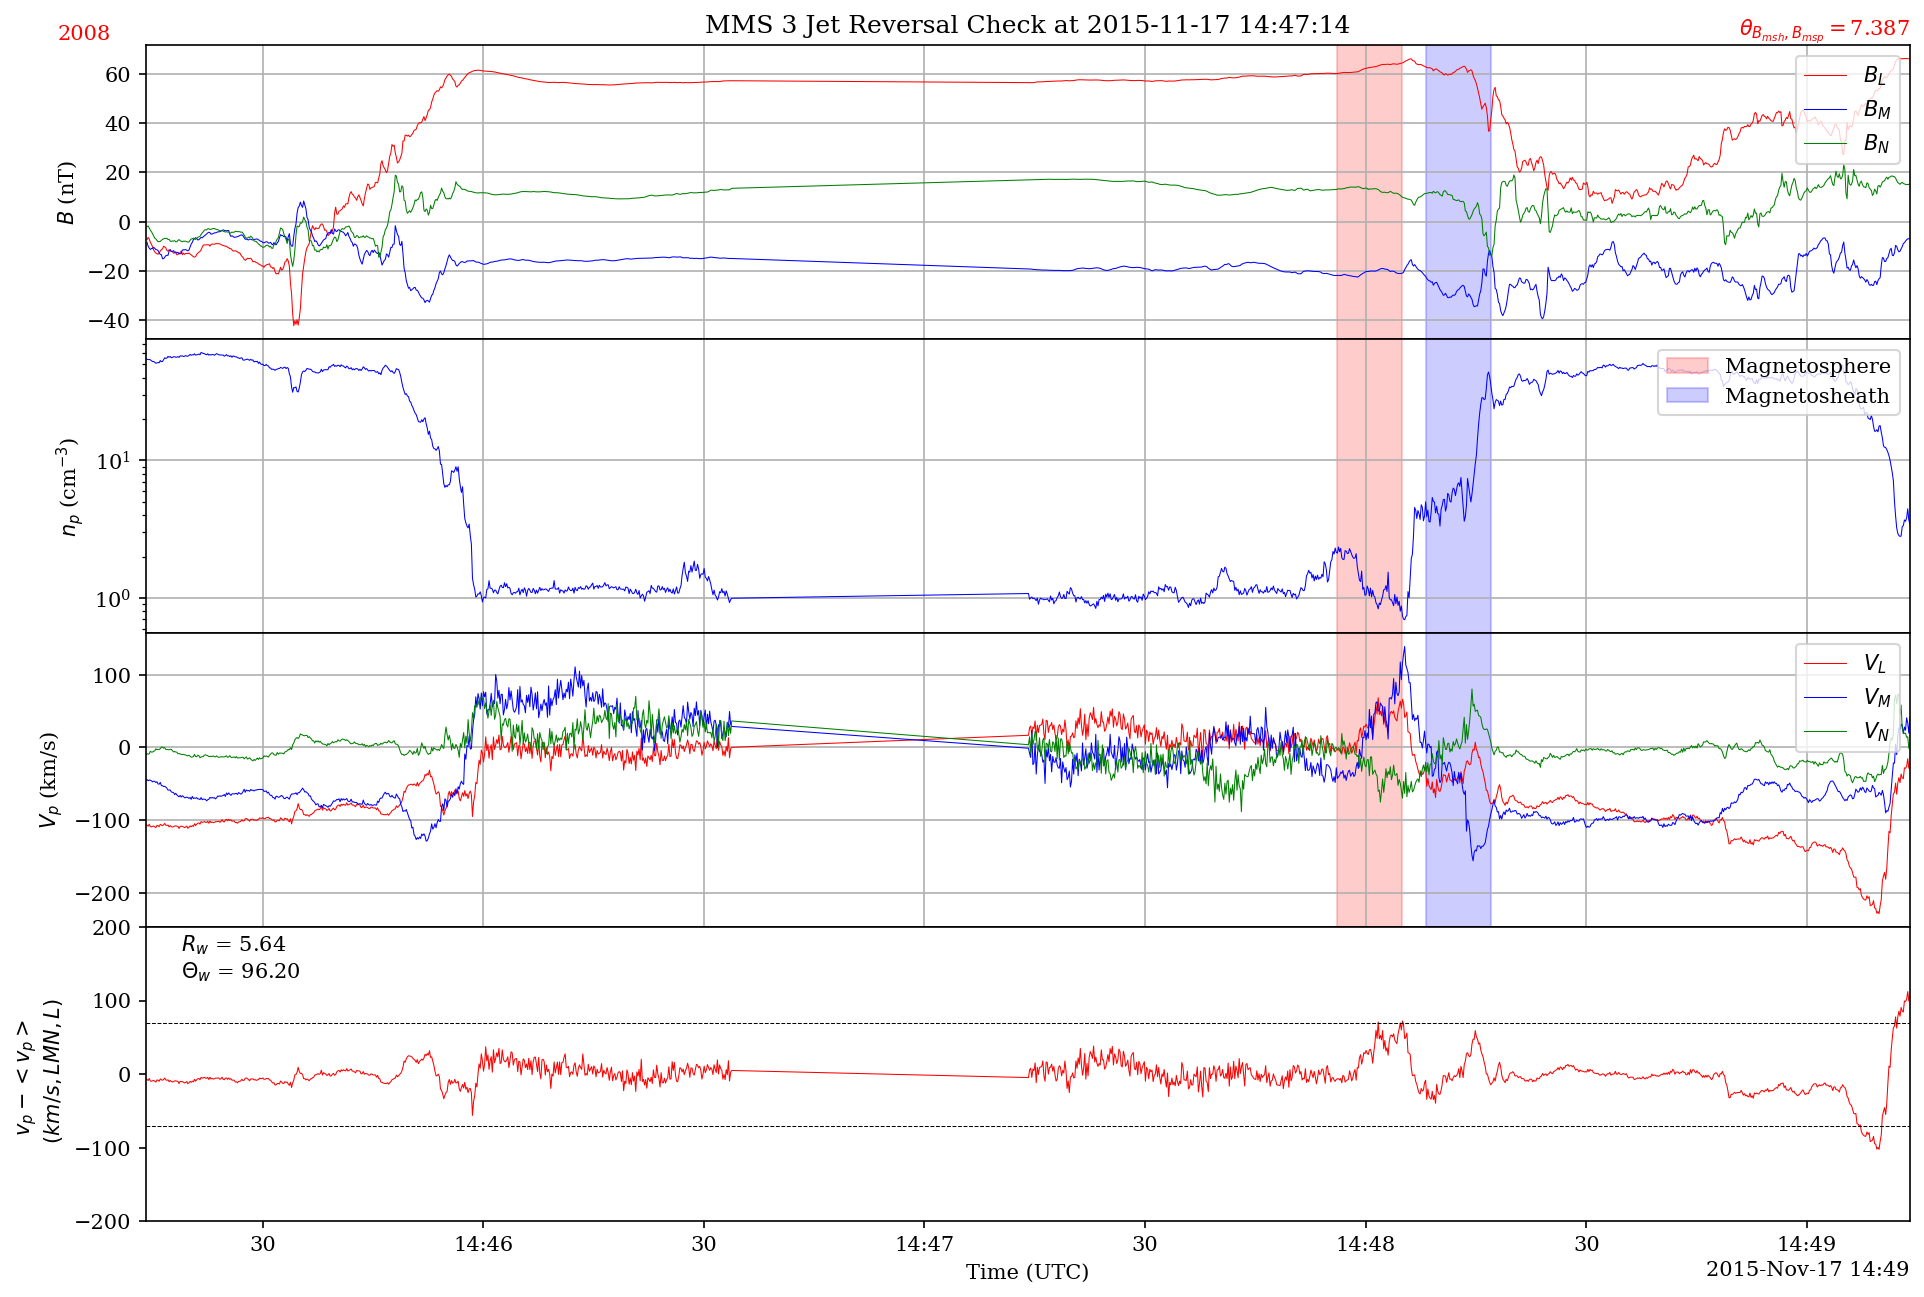 MMS 3 Jet Reversal Check at 2015-11-17 14:47:14
2008
θ_{B_{msh}, B_{msp}} = 7.387
B (nT)
60
40
20
0
−20
−40
B_L
B_M
B_N
n_p (cm^{−3})
10^1
10^0
Magnetosphere
Magnetosheath
V_p (km/s)
100
0
−100
−200
V_L
V_M
V_N
v_p − < v_p >
(km/s, LMN, L)
200
100
0
−100
−200
R_w = 5.64
Θ_w = 96.20
30
14:46
30
14:47
30
14:48
30
14:49
Time (UTC)
2015-Nov-17 14:49